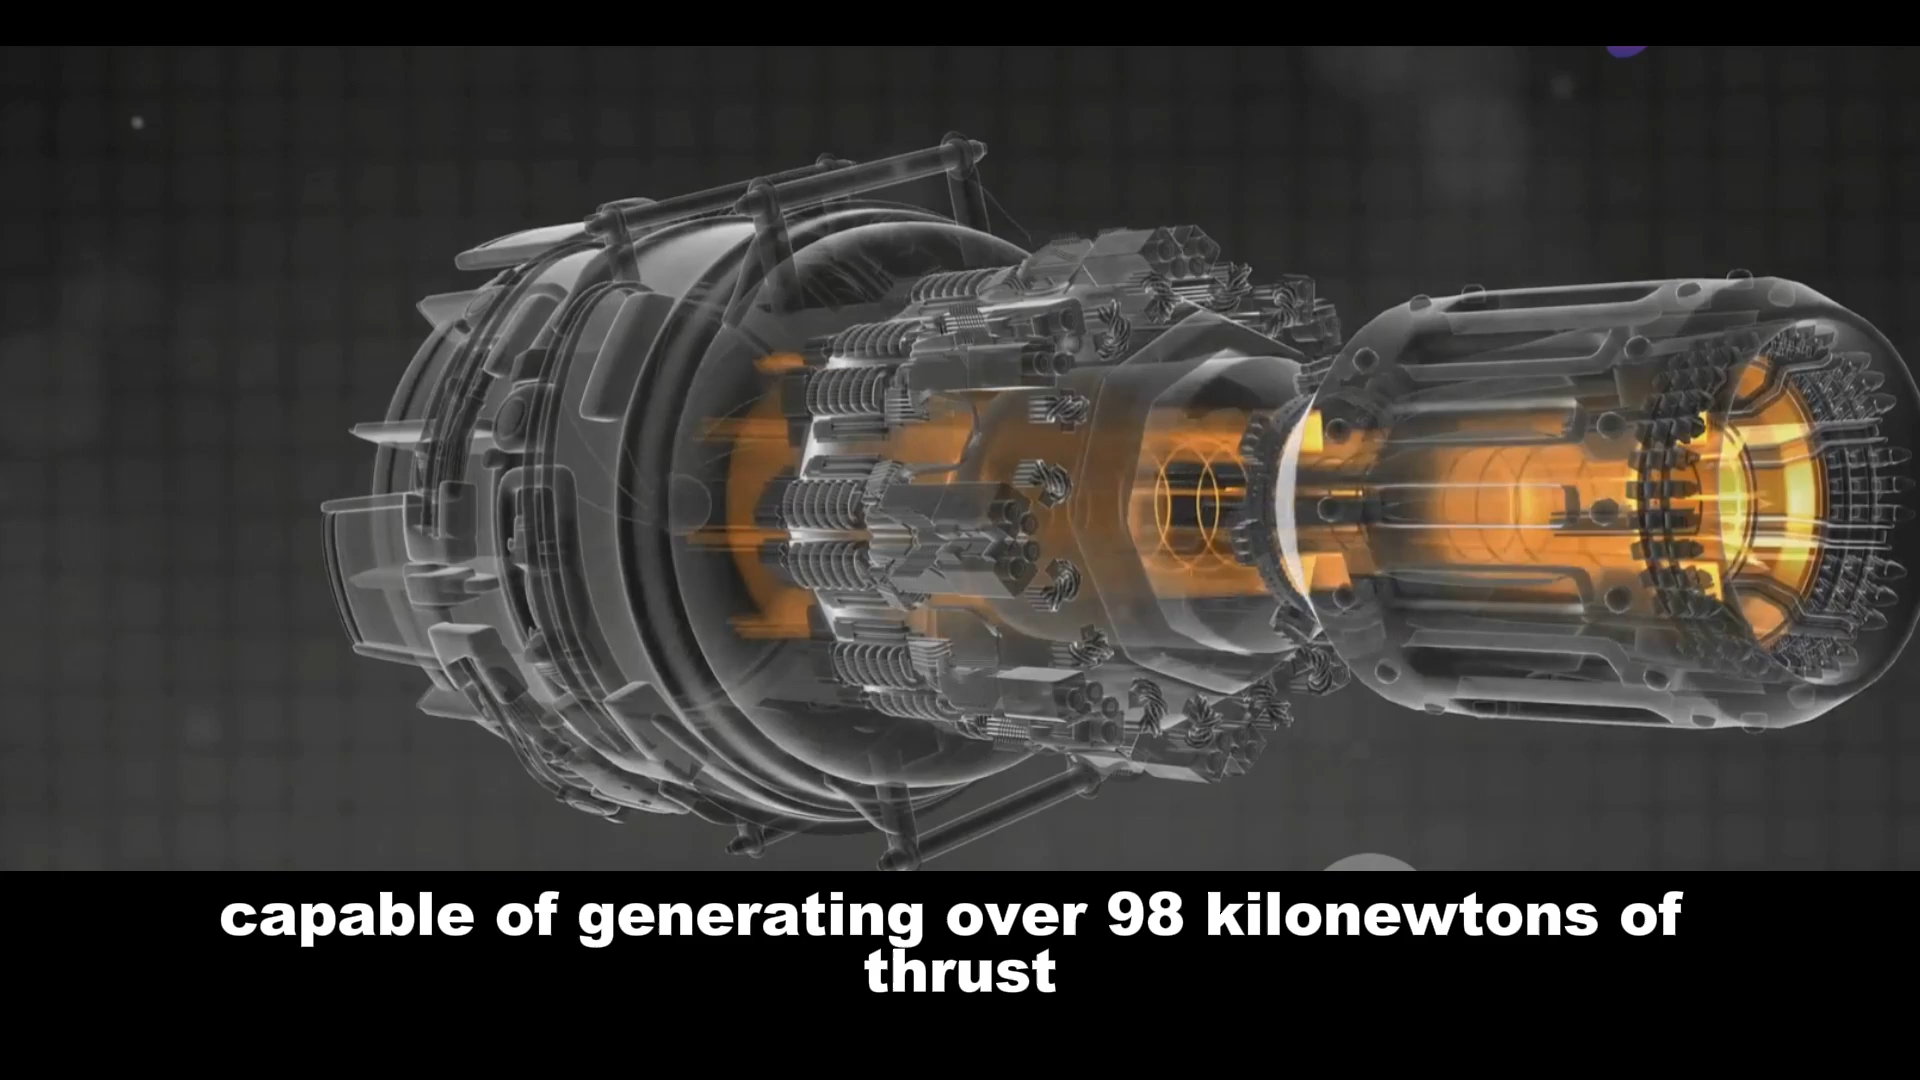 capable of generating over 98 kilonewtons of
thrust